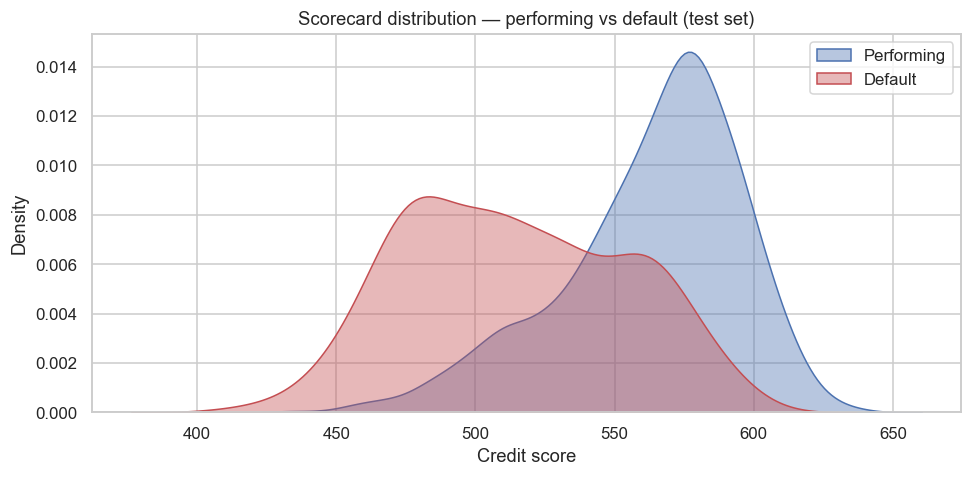 Scorecard distribution — performing vs default (test set)
Performing
Default
0.014
0.012
0.010
0.008
0.006
0.004
0.002
0.000
Density
400
450
500
550
600
650
Credit score